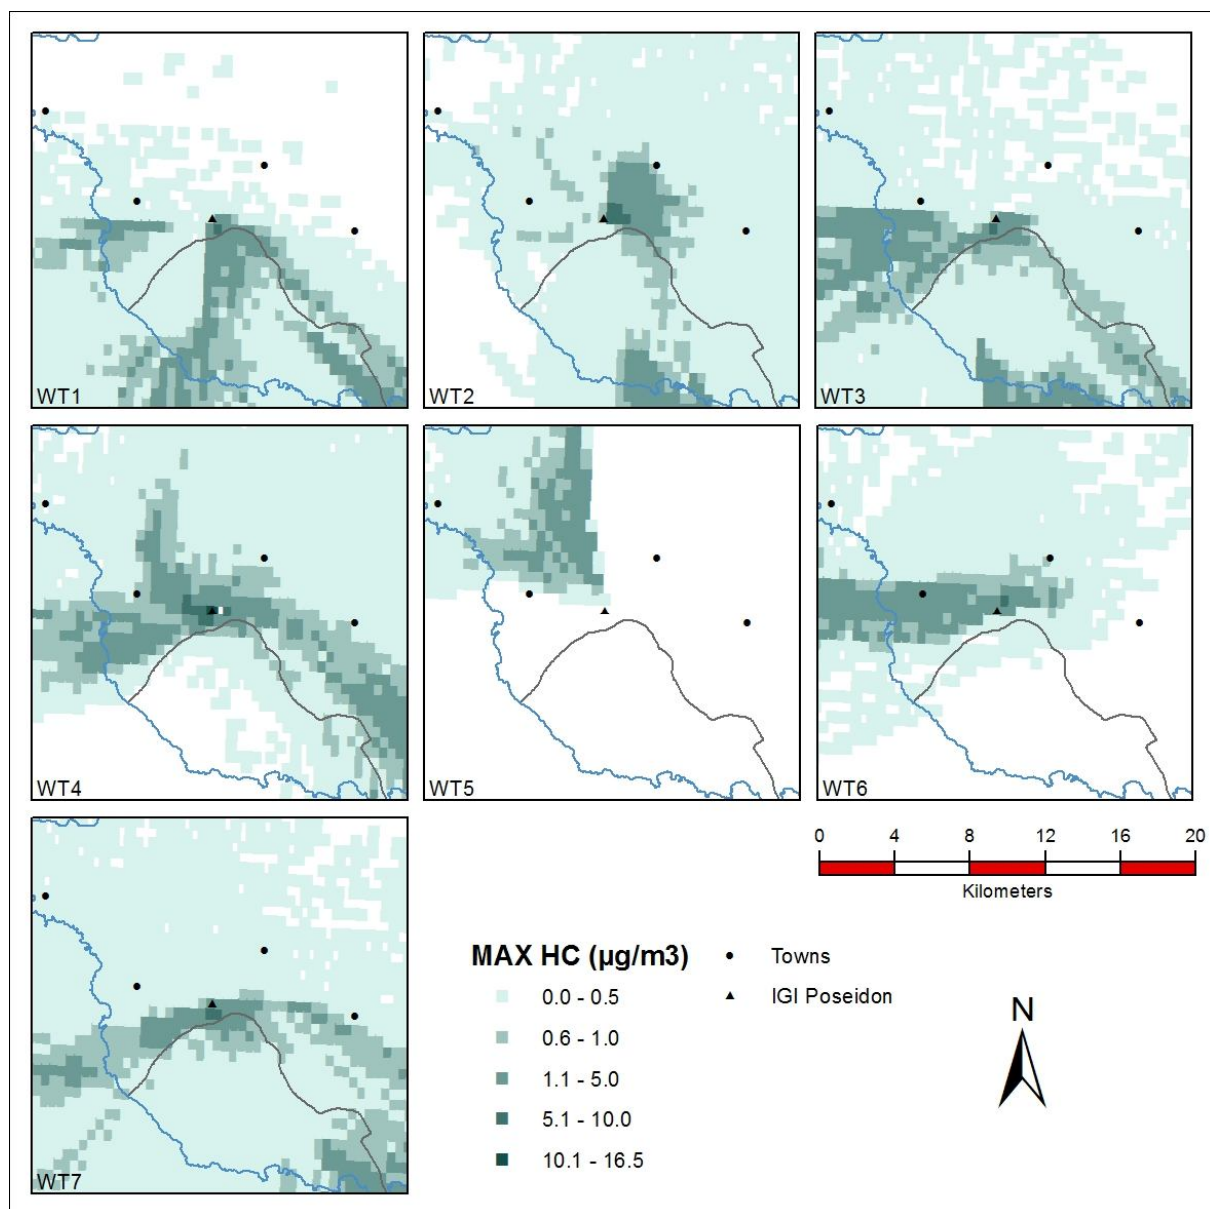 WT1
WT2
WT3
WT4
WT5
WT6
0 4 8 12 16 20
Kilometers
WT7
MAX HC (µg/m3)
0.0 - 0.5
0.6 - 1.0
1.1 - 5.0
5.1 - 10.0
10.1 - 16.5
Towns
IGI Poseidon
N